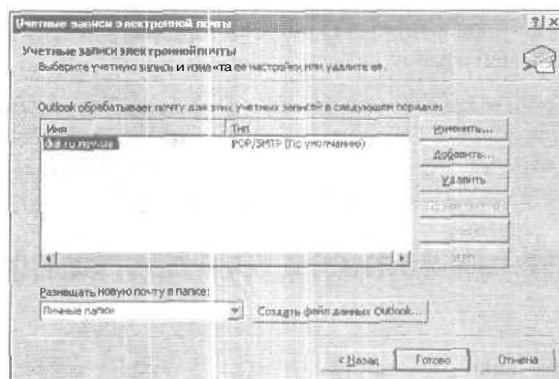 Учетные записи электронной почты
Учетные записи электронной почты
Выберите учетную запись и изме«та ее настройки или удалите ее.
Outlook обрабатывает почту для этих учетных записей в следующем порядке:
Имя Тип
POP/SMTP (По умолчанию)
Изменить...
Добавить...
Удалить
Размещать новую почту в папке:
Личные папки
Создать файл данных Outlook...
< Назад Готово Отмена